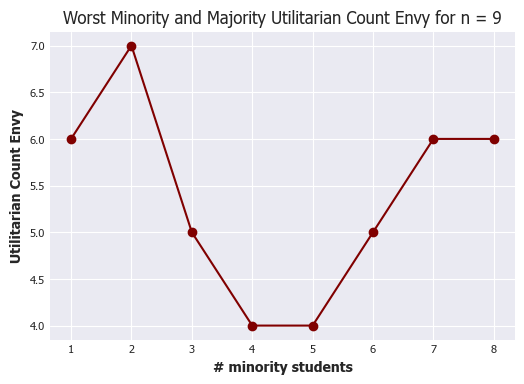 Worst Minority and Majority Utilitarian Count Envy for n = 9
7.0
6.5
6.0
5.5
5.0
4.5
4.0
Utilitarian Count Envy
1 2 3 4 5 6 7 8
# minority students